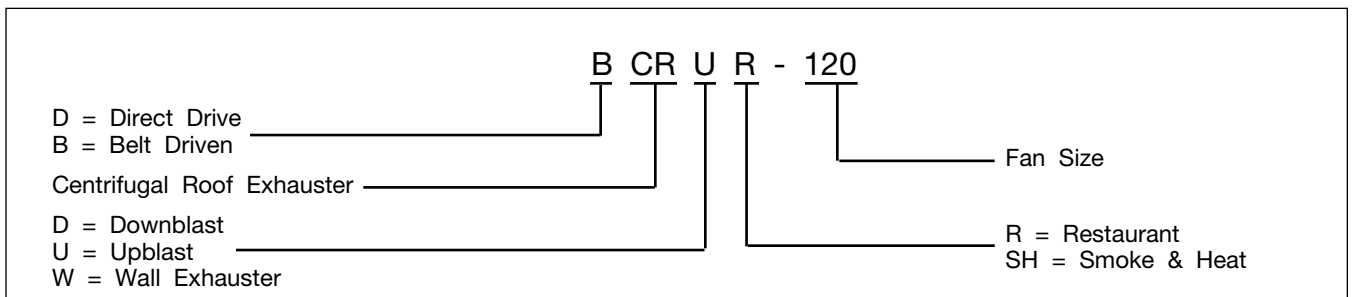 B CR U R - 120
D = Direct Drive
B = Belt Driven
Centrifugal Roof Exhauster
D = Downblast
U = Upblast
W = Wall Exhauster
Fan Size
R = Restaurant
SH = Smoke & Heat